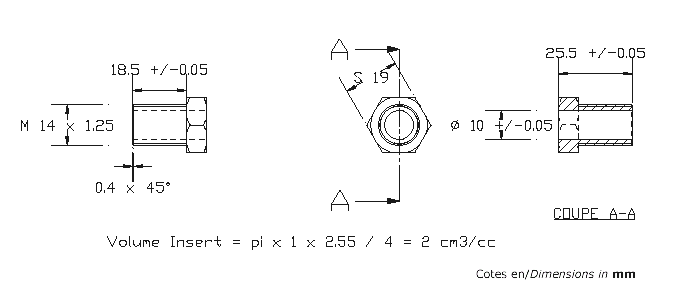 A
25.5 +/-0.05
18.5 +/-0.05
S 19
M 14 x 1.25
Ø 10 +/-0.05
0.4 x 45°
A
COUPE A-A
Volume Insert = pi x 1 x 2.55 / 4 = 2 cm3/cc
Cotes en/Dimensions in mm